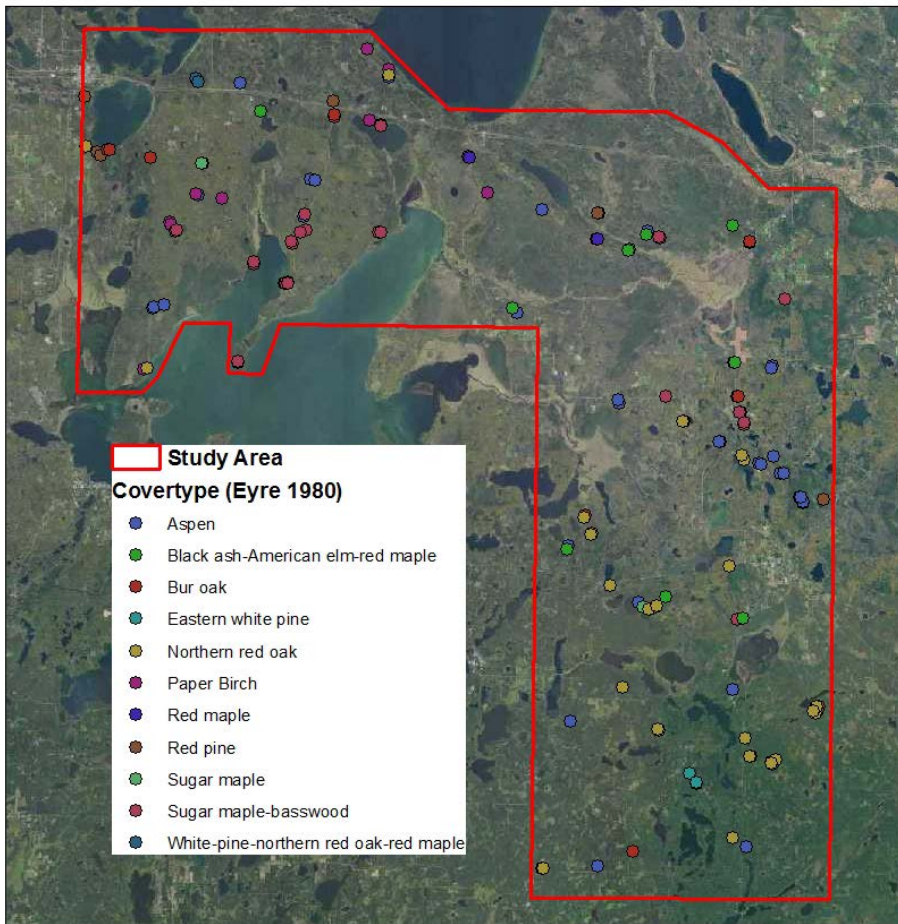 Study Area
Covertype (Eyre 1980)
Aspen
Black ash-American elm-red maple
Bur oak
Eastern white pine
Northern red oak
Paper Birch
Red maple
Red pine
Sugar maple
Sugar maple-basswood
White-pine-northern red oak-red maple